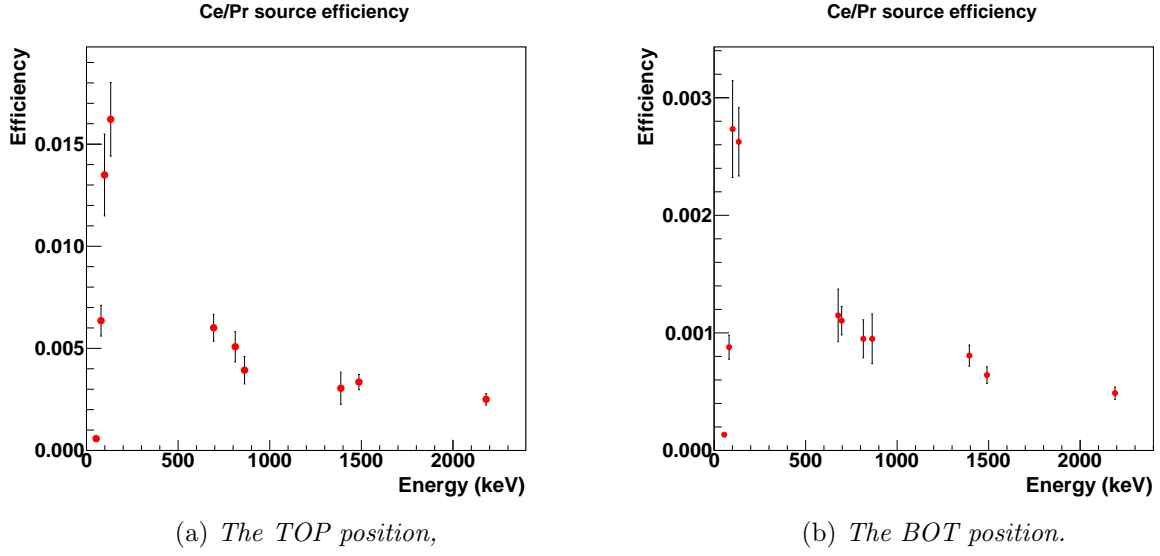 Ce/Pr source efficiency
Efficiency
0.015
0.010
0.005
0.000
0 500 1000 1500 2000
Energy (keV)
(a) The TOP position,
Ce/Pr source efficiency
Efficiency
0.003
0.002
0.001
0.000
0 500 1000 1500 2000
Energy (keV)
(b) The BOT position.